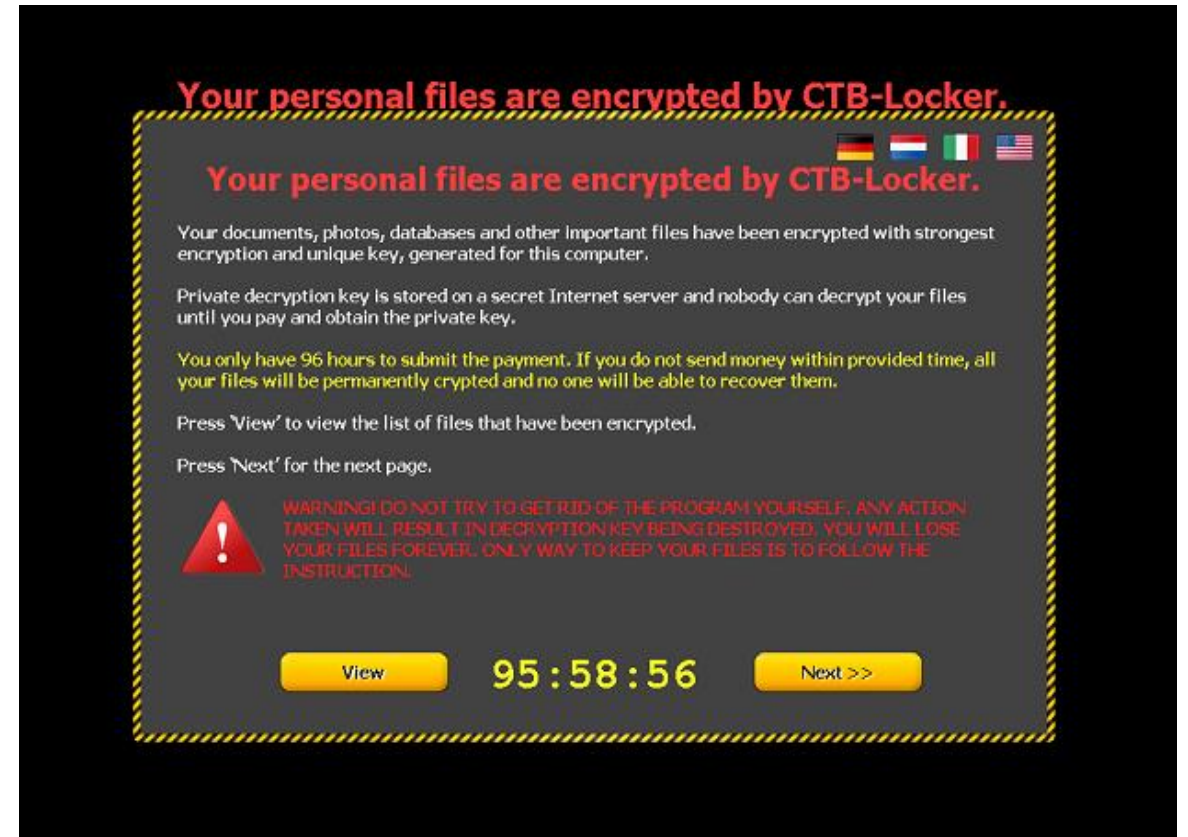 Your personal files are encrypted by CTB-Locker.
Your personal files are encrypted by CTB-Locker.
Your documents, photos, databases and other important files have been encrypted with strongest
encryption and unique key, generated for this computer.
Private decryption key is stored on a secret Internet server and nobody can decrypt your files
until you pay and obtain the private key.
You only have 96 hours to submit the payment. If you do not send money within provided time, all
your files will be permanently crypted and no one will be able to recover them.
Press 'View' to view the list of files that have been encrypted.
Press 'Next' for the next page.
WARNING! DO NOT TRY TO GET RID OF THE PROGRAM YOURSELF. ANY ACTION
TAKEN WILL RESULT IN DECRYPTION KEY BEING DESTROYED. YOU WILL LOSE
YOUR FILES FOREVER. ONLY WAY TO KEEP YOUR FILES IS TO FOLLOW THE
INSTRUCTION.
View 95:58:56 Next >>